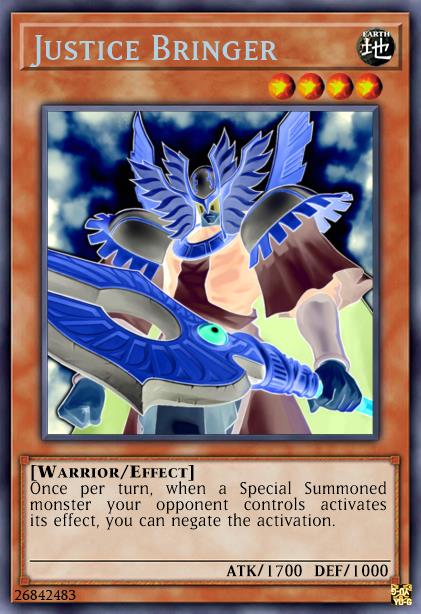 Justice Bringer
EARTH
地
[Warrior/Effect]
Once per turn, when a Special Summoned
monster your opponent controls activates
its effect, you can negate the activation.
ATK/1700 DEF/1000
26842483